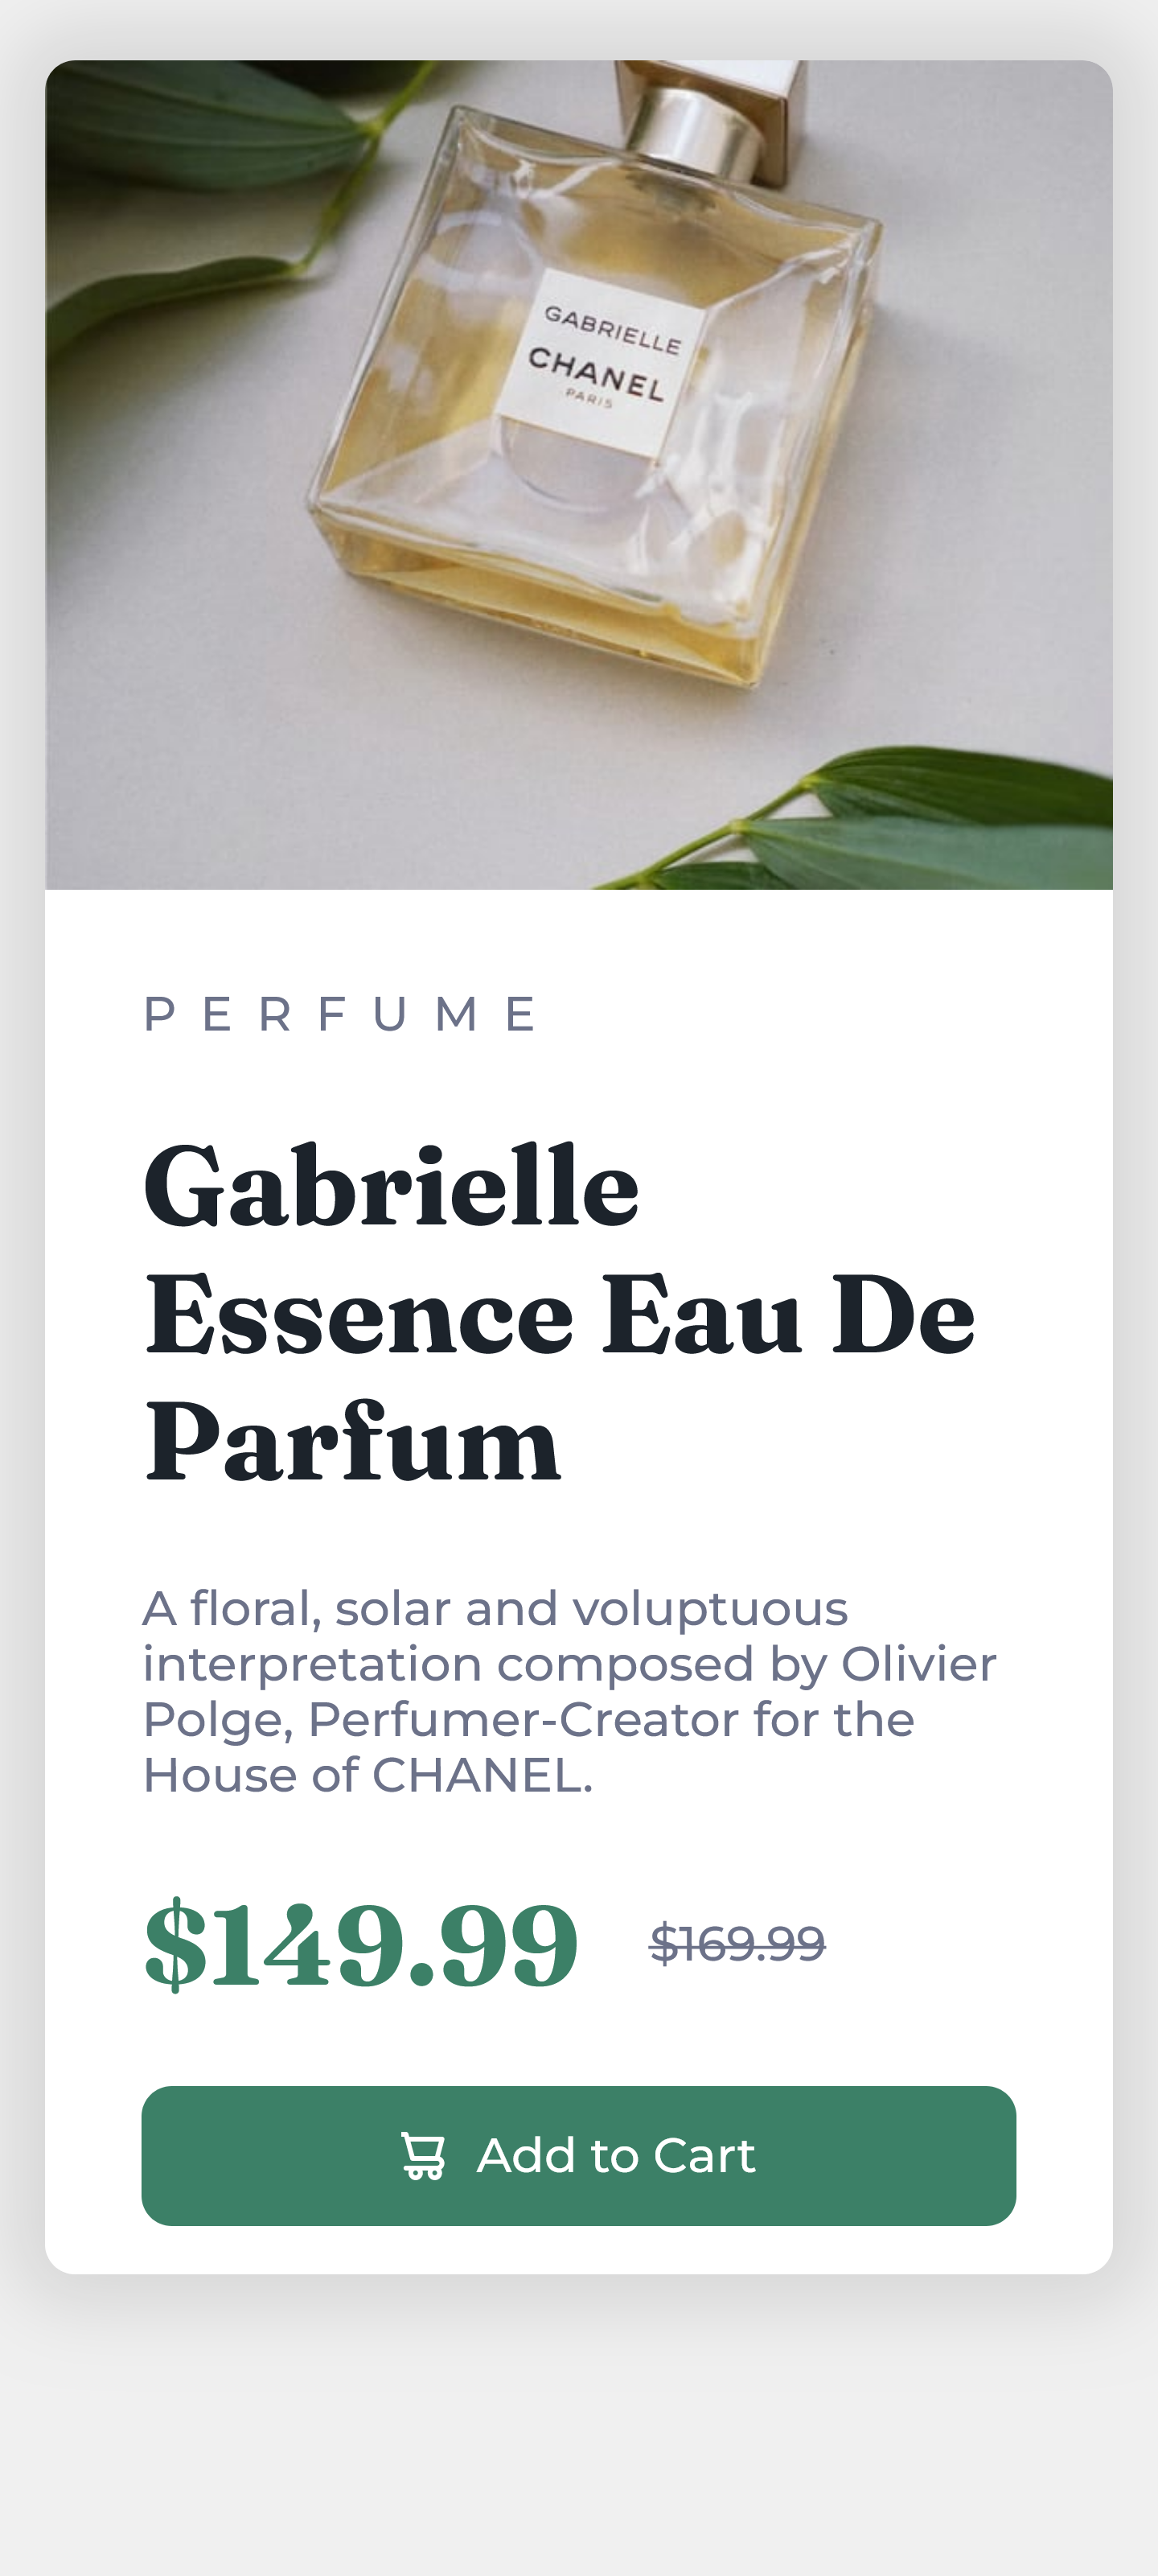 GABRIELLE
CHANEL
PARIS
PERFUME
Gabrielle
Essence Eau De
Parfum
A floral, solar and voluptuous
interpretation composed by Olivier
Polge, Perfumer-Creator for the
House of CHANEL.
$149.99 $169.99
Add to Cart